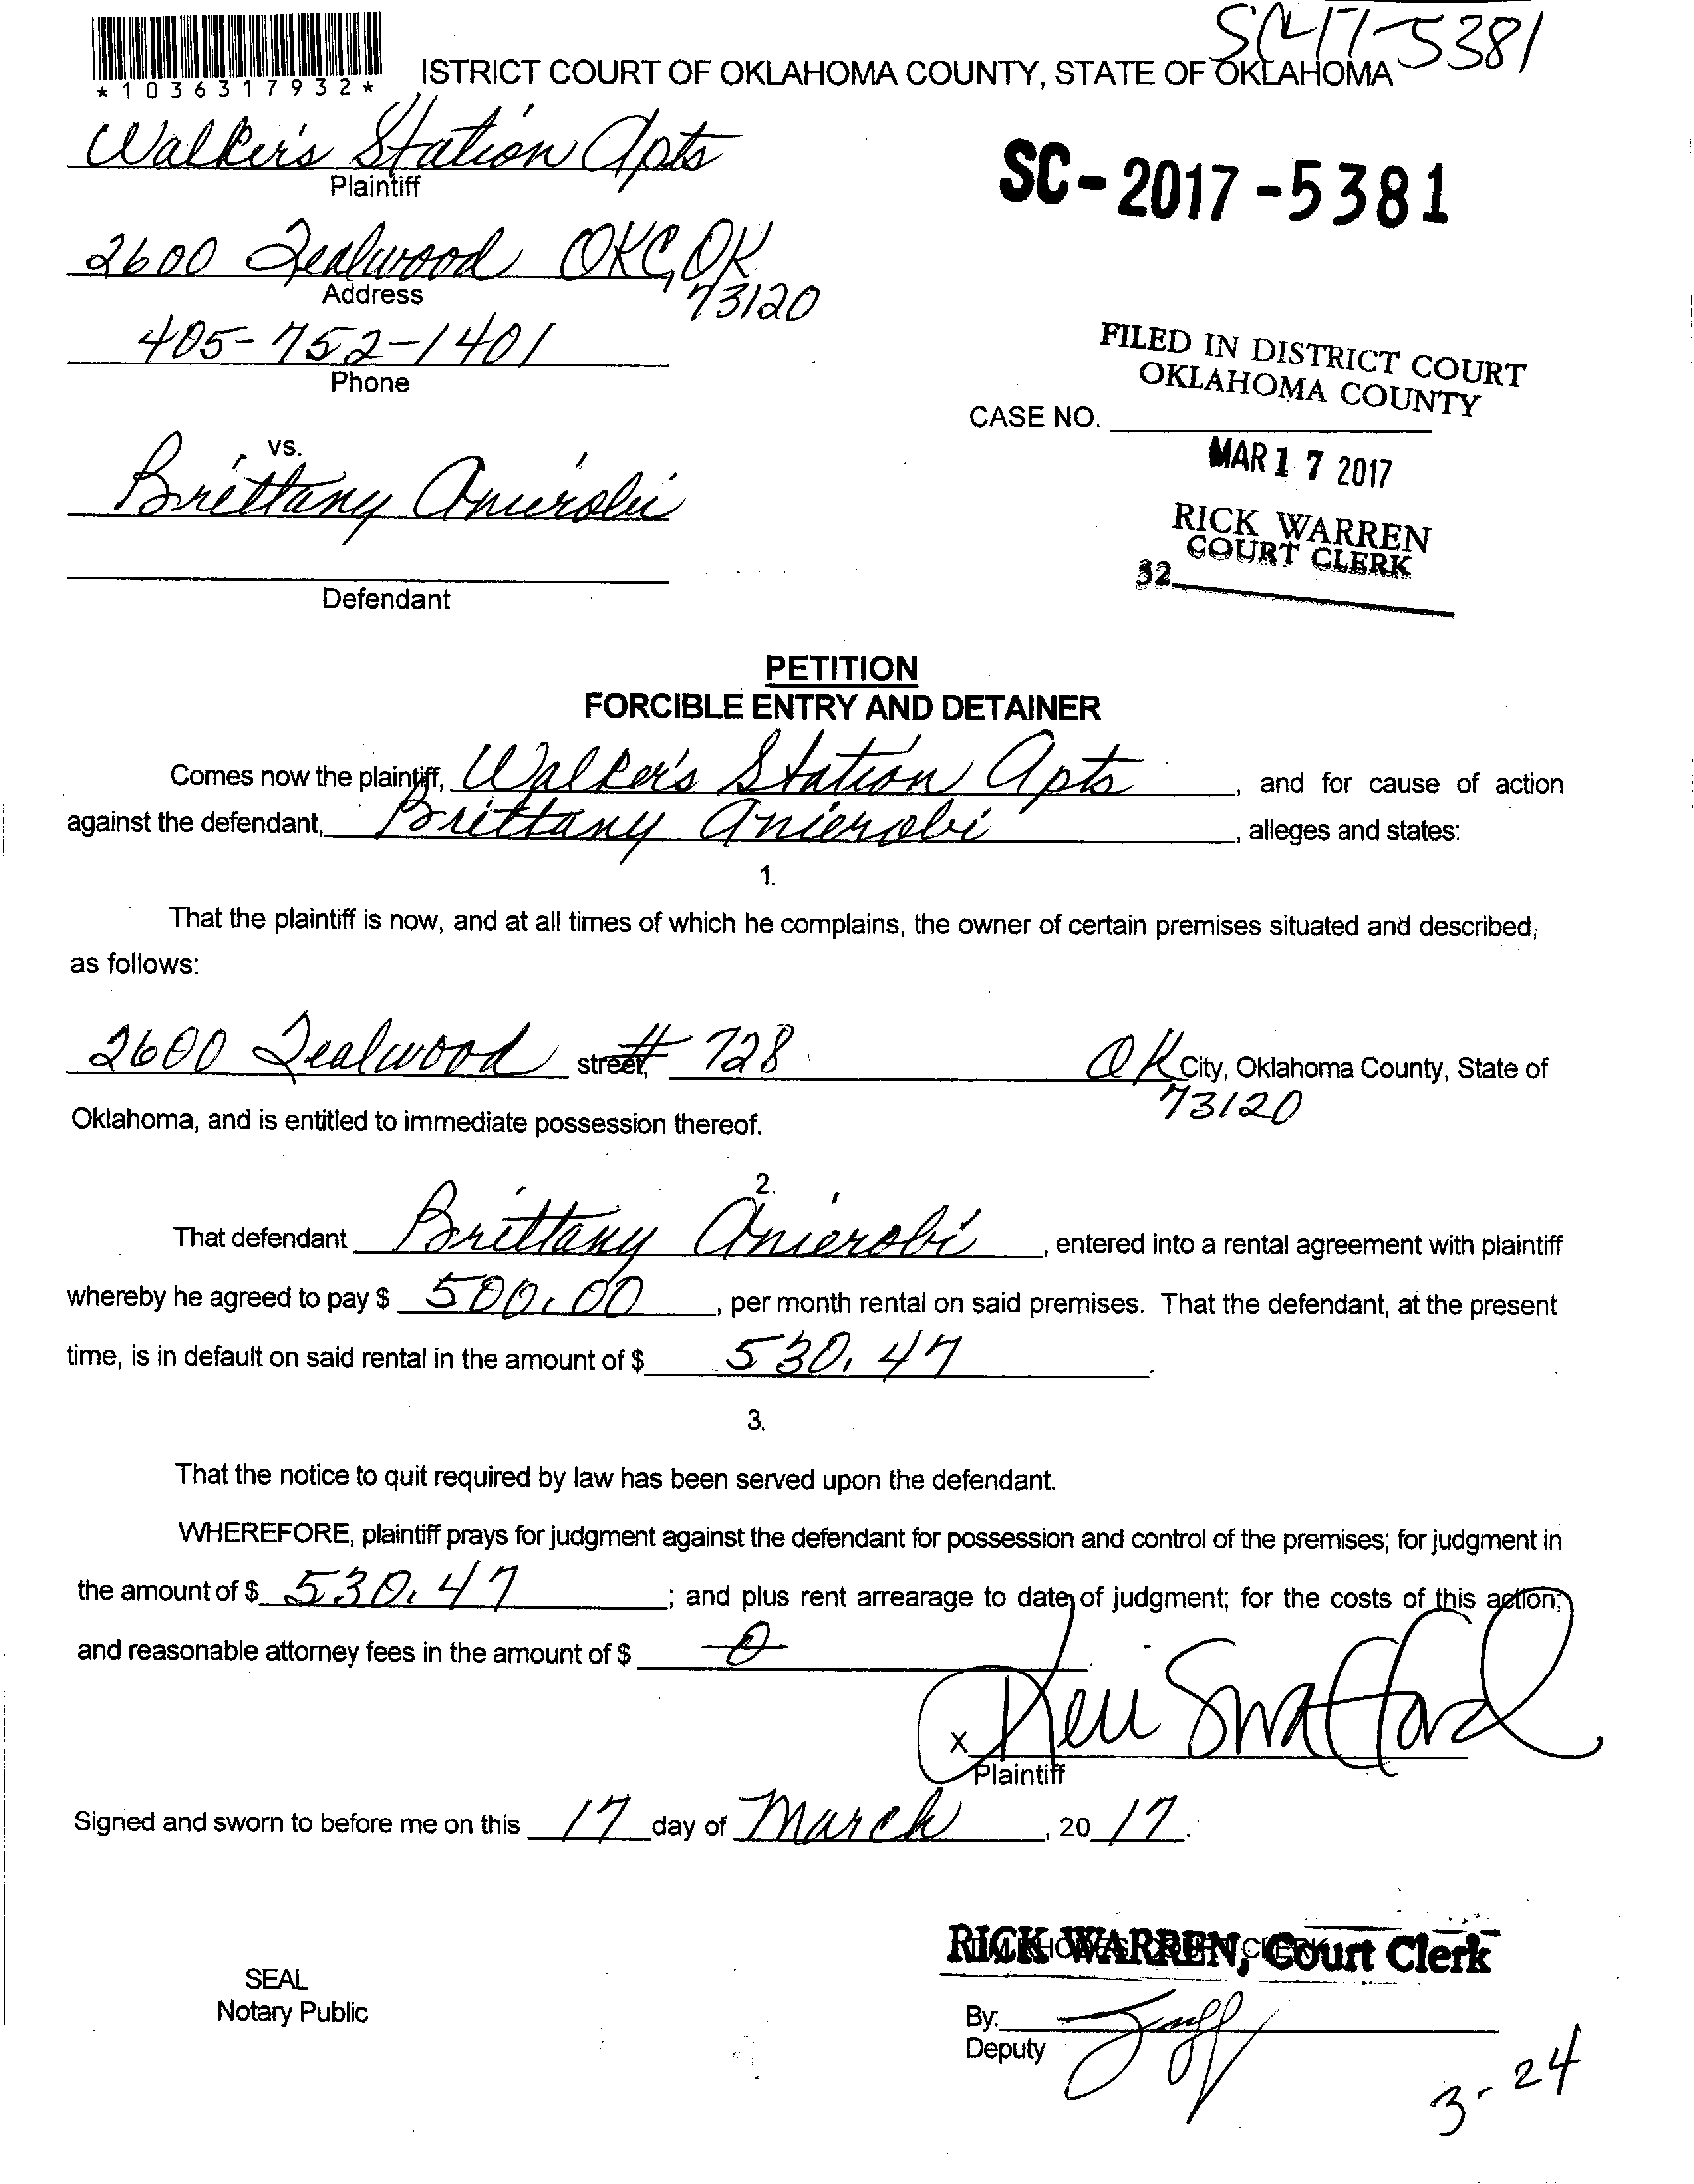 SC-17-5381
*1036317932*
ISTRICT COURT OF OKLAHOMA COUNTY, STATE OF OKLAHOMA
Walker's Station Apts
Plaintiff
SC-2017-5381
2600 Tealwood OKC, OK
Address
73120
405-752-1401
Phone
FILED IN DISTRICT COURT
OKLAHOMA COUNTY
CASE NO.
MAR 17 2017
vs.
Brittany Anierobi
RICK WARREN
COURT CLERK
32
Defendant
PETITION
FORCIBLE ENTRY AND DETAINER
Comes now the plaintiff, Walker's Station Apts, and for cause of action
against the defendant, Brittany Anierobi, alleges and states:
1.
That the plaintiff is now, and at all times of which he complains, the owner of certain premises situated and described,
as follows:
2600 Tealwood street, # 728 OK City, Oklahoma County, State of
73120
Oklahoma, and is entitled to immediate possession thereof.
2.
That defendant Brittany Anierobi, entered into a rental agreement with plaintiff
whereby he agreed to pay $ 500.00, per month rental on said premises. That the defendant, at the present
time, is in default on said rental in the amount of $ 530.47.
3.
That the notice to quit required by law has been served upon the defendant.
WHEREFORE, plaintiff prays for judgment against the defendant for possession and control of the premises; for judgment in
the amount of $ 530.47; and plus rent arrearage to date of judgment; for the costs of this action;
and reasonable attorney fees in the amount of $ 0
X Keri Swafford
Plaintiff
Signed and sworn to before me on this 17 day of March, 2017.
RICK WARREN, Court Clerk
SEAL
Notary Public
By:
Deputy
3-24